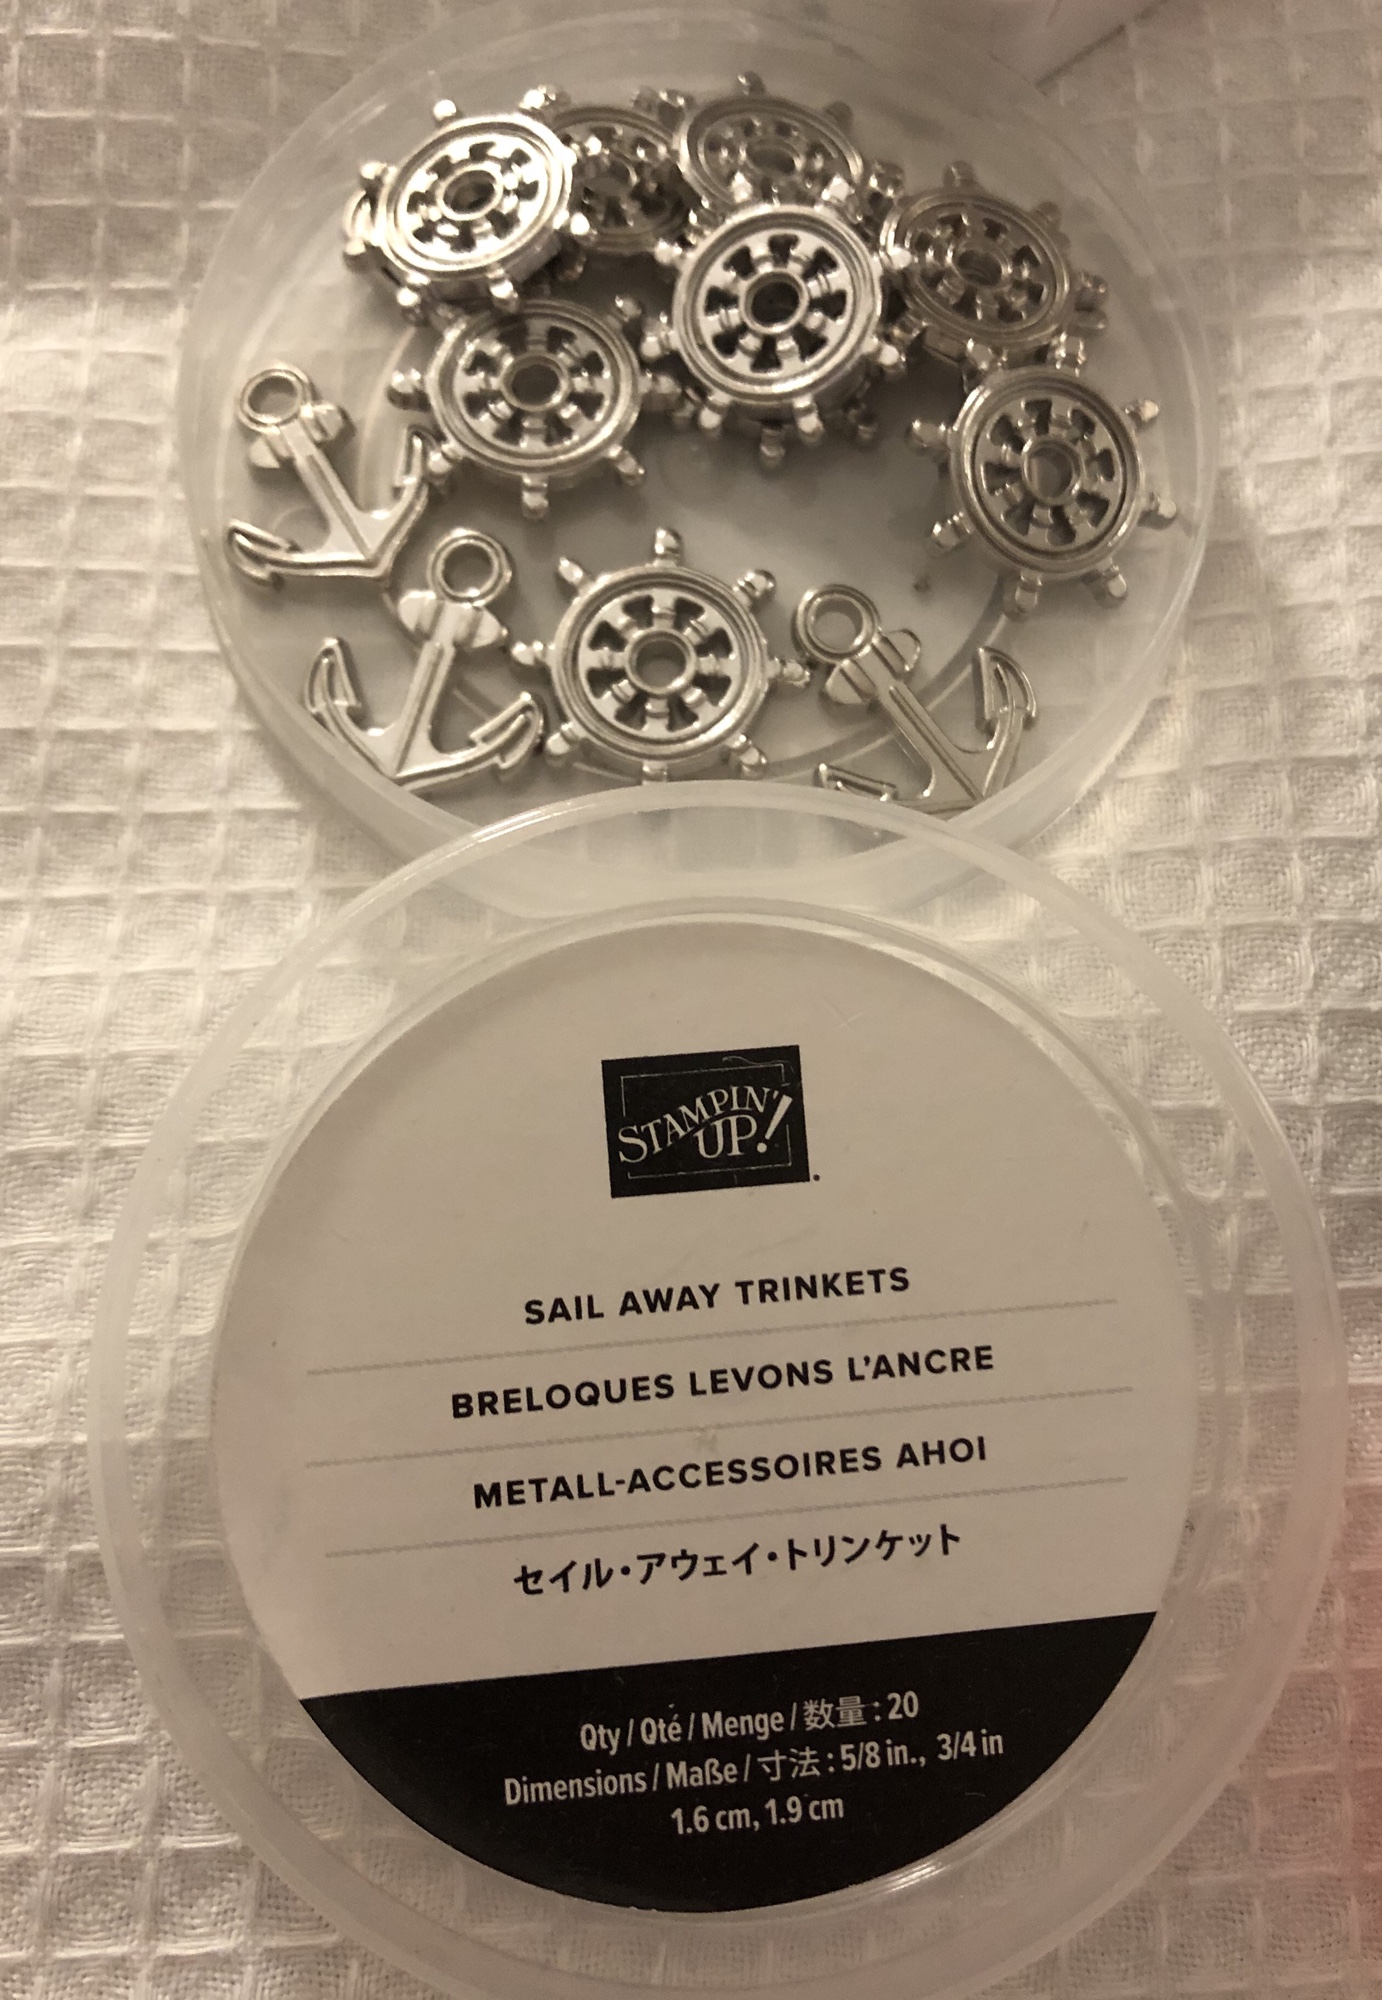 STAMPIN' UP!
SAIL AWAY TRINKETS
BRELOQUES LEVONS L'ANCRE
METALL-ACCESSOIRES AHOI
セイル・アウェイ・トリンケット
Qty / Qté / Menge / 数量 : 20
Dimensions / Maße / 寸法 : 5/8 in., 3/4 in
1.6 cm, 1.9 cm